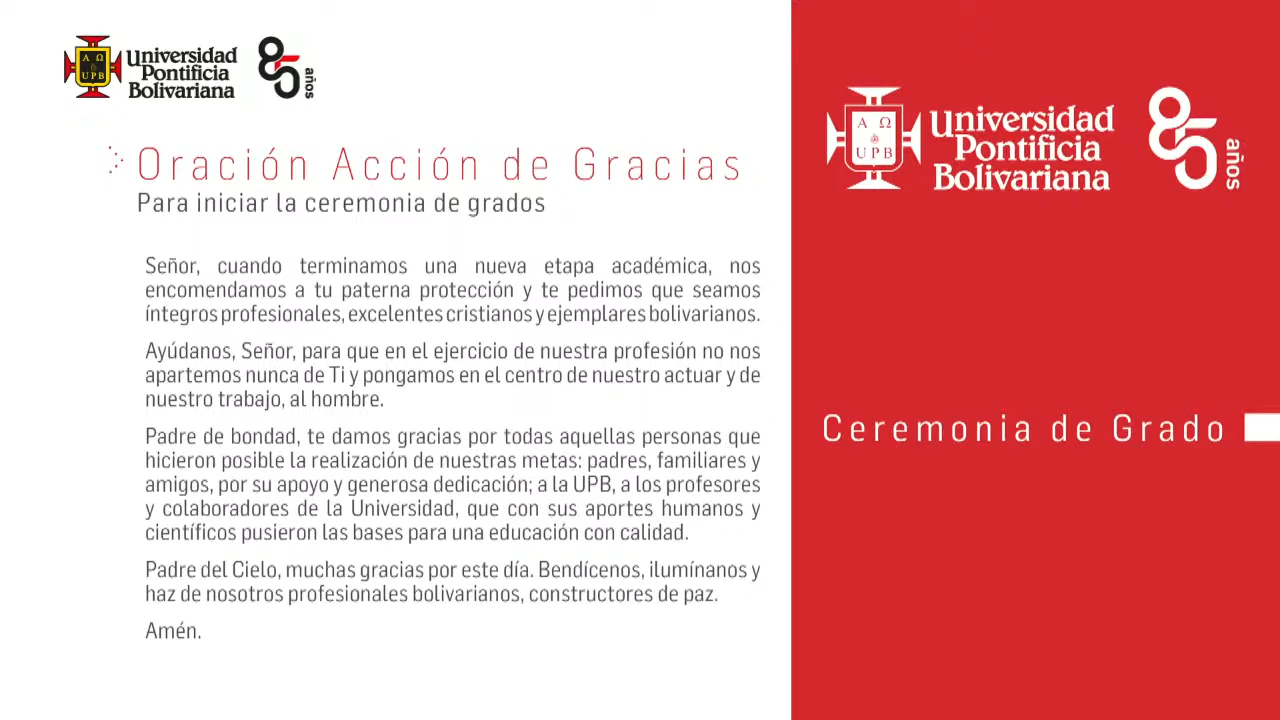 Α Ω
UPB
Universidad
Pontificia
Bolivariana
85
años
Oración Acción de Gracias
Para iniciar la ceremonia de grados
Señor, cuando terminamos una nueva etapa académica, nos
encomendamos a tu paterna protección y te pedimos que seamos
íntegros profesionales, excelentes cristianos y ejemplares bolivarianos.
Ayúdanos, Señor, para que en el ejercicio de nuestra profesión no nos
apartemos nunca de Ti y pongamos en el centro de nuestro actuar y de
nuestro trabajo, al hombre.
Padre de bondad, te damos gracias por todas aquellas personas que
hicieron posible la realización de nuestras metas: padres, familiares y
amigos, por su apoyo y generosa dedicación; a la UPB, a los profesores
y colaboradores de la Universidad, que con sus aportes humanos y
científicos pusieron las bases para una educación con calidad.
Padre del Cielo, muchas gracias por este día. Bendícenos, ilumínanos y
haz de nosotros profesionales bolivarianos, constructores de paz.
Amén.
Α Ω
UPB
Universidad
Pontificia
Bolivariana
85
años
Ceremonia de Grado